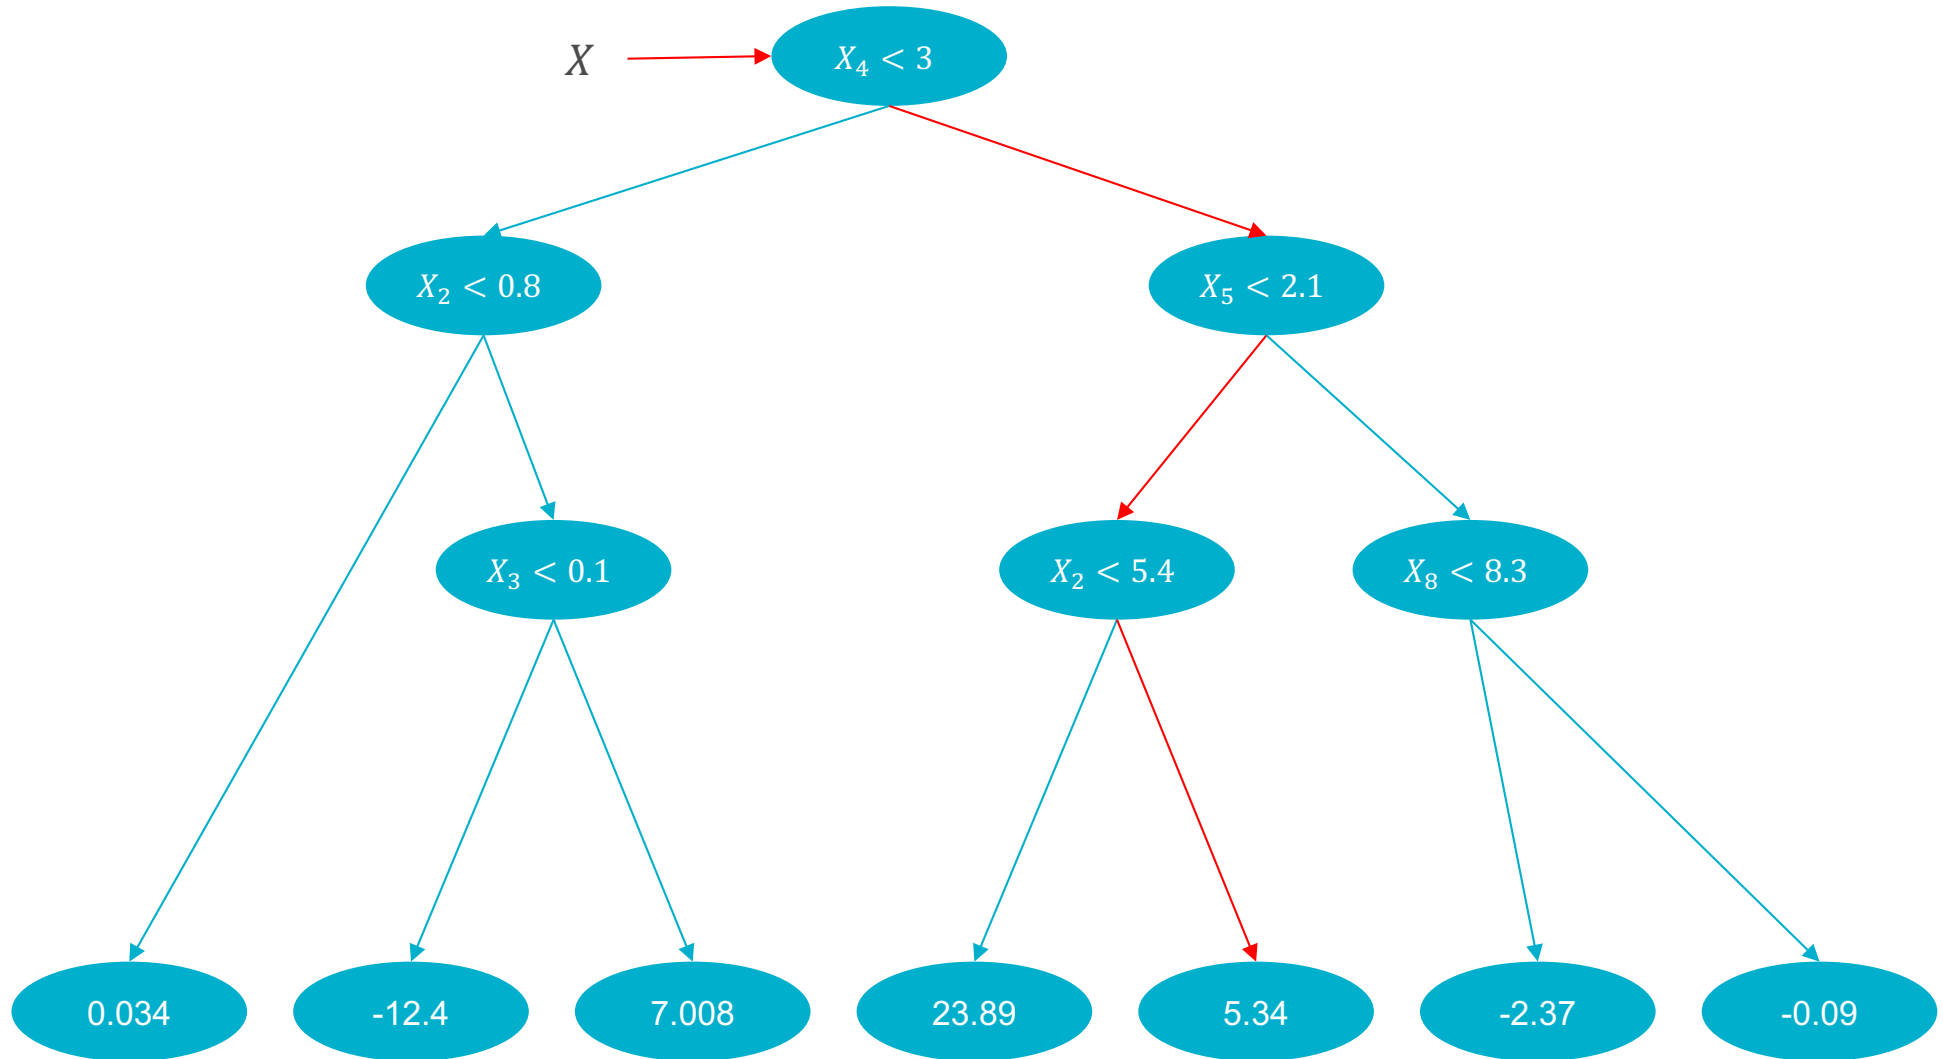 X
X₄ < 3
X₂ < 0.8
X₅ < 2.1
X₃ < 0.1
X₂ < 5.4
X₈ < 8.3
0.034
-12.4
7.008
23.89
5.34
-2.37
-0.09